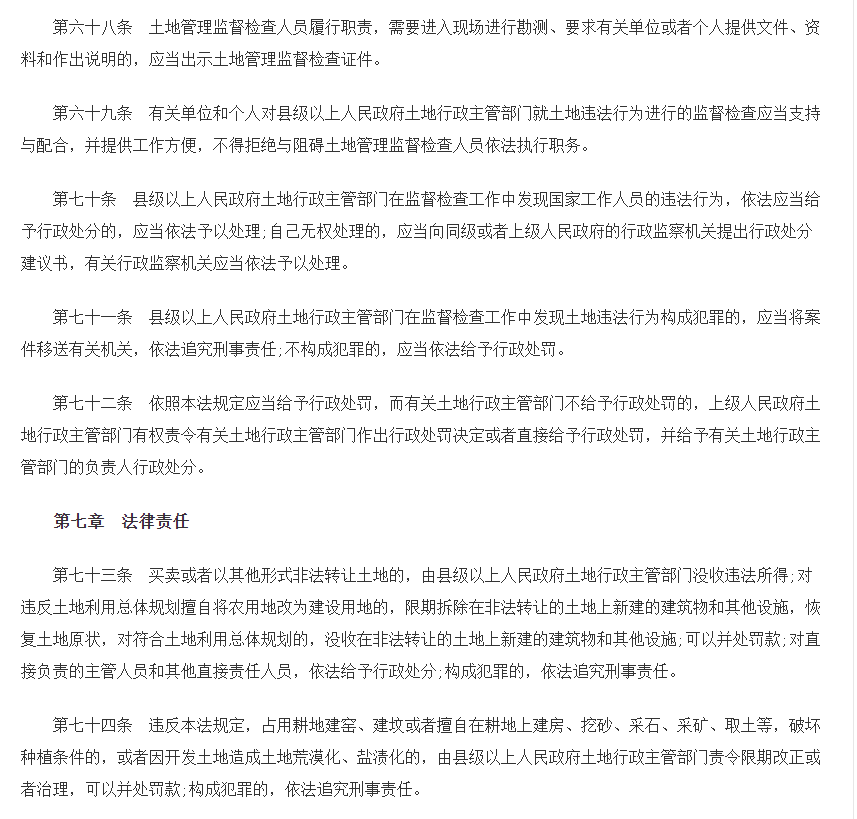 第六十八条　土地管理监督检查人员履行职责，需要进入现场进行勘测、要求有关单位或者个人提供文件、资
料和作出说明的，应当出示土地管理监督检查证件。
第六十九条　有关单位和个人对县级以上人民政府土地行政主管部门就土地违法行为进行的监督检查应当支持
与配合，并提供工作方便，不得拒绝与阻碍土地管理监督检查人员依法执行职务。
第七十条　县级以上人民政府土地行政主管部门在监督检查工作中发现国家工作人员的违法行为，依法应当给
予行政处分的，应当依法予以处理;自己无权处理的，应当向同级或者上级人民政府的行政监察机关提出行政处分
建议书，有关行政监察机关应当依法予以处理。
第七十一条　县级以上人民政府土地行政主管部门在监督检查工作中发现土地违法行为构成犯罪的，应当将案
件移送有关机关，依法追究刑事责任;不构成犯罪的，应当依法给予行政处罚。
第七十二条　依照本法规定应当给予行政处罚，而有关土地行政主管部门不给予行政处罚的，上级人民政府土
地行政主管部门有权责令有关土地行政主管部门作出行政处罚决定或者直接给予行政处罚，并给予有关土地行政主
管部门的负责人行政处分。
第七章　法律责任
第七十三条　买卖或者以其他形式非法转让土地的，由县级以上人民政府土地行政主管部门没收违法所得;对
违反土地利用总体规划擅自将农用地改为建设用地的，限期拆除在非法转让的土地上新建的建筑物和其他设施，恢
复土地原状，对符合土地利用总体规划的，没收在非法转让的土地上新建的建筑物和其他设施;可以并处罚款;对直
接负责的主管人员和其他直接责任人员，依法给予行政处分;构成犯罪的，依法追究刑事责任。
第七十四条　违反本法规定，占用耕地建窑、建坟或者擅自在耕地上建房、挖砂、采石、采矿、取土等，破坏
种植条件的，或者因开发土地造成土地荒漠化、盐渍化的，由县级以上人民政府土地行政主管部门责令限期改正或
者治理，可以并处罚款;构成犯罪的，依法追究刑事责任。